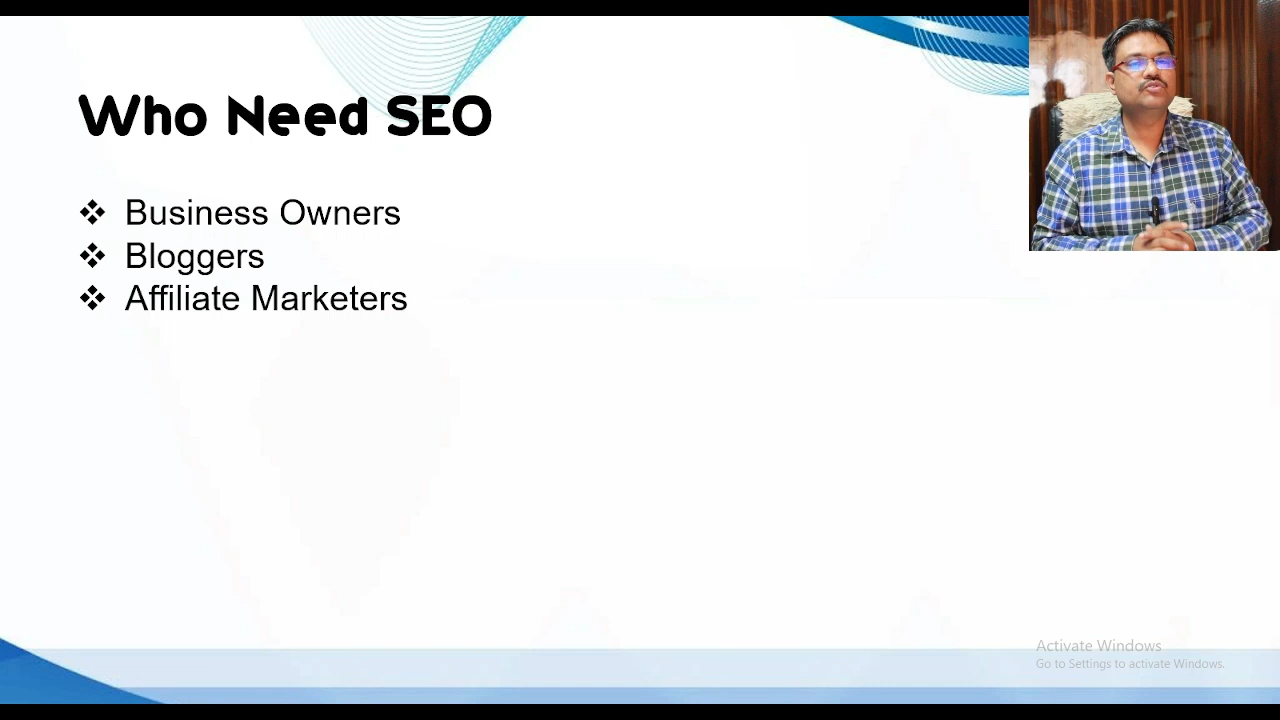 Who Need SEO
Business Owners
Bloggers
Affiliate Marketers
Activate Windows
Go to Settings to activate Windows.